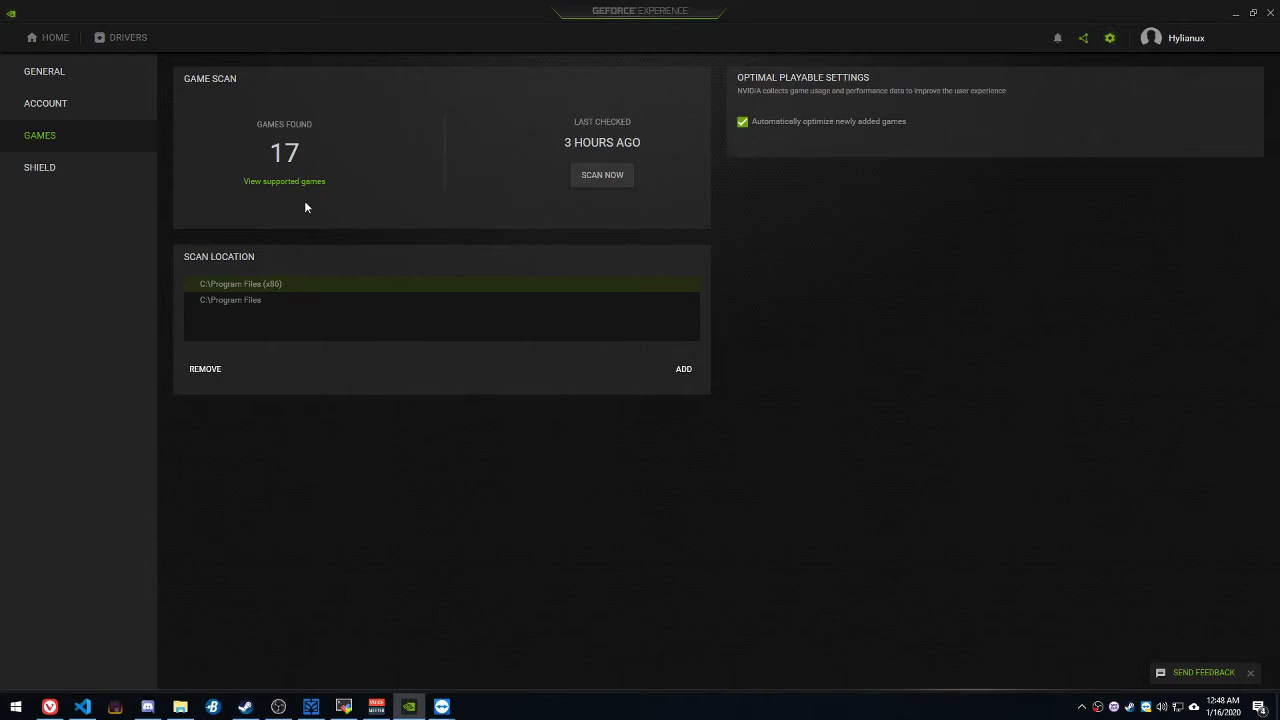 GEFORCE EXPERIENCE
HOME
DRIVERS
Hylianux
GENERAL
ACCOUNT
GAMES
SHIELD
GAME SCAN
GAMES FOUND
17
View supported games
LAST CHECKED
3 HOURS AGO
SCAN NOW
SCAN LOCATION
C:\Program Files (x86)
C:\Program Files
REMOVE
ADD
OPTIMAL PLAYABLE SETTINGS
NVIDIA collects game usage and performance data to improve the user experience
Automatically optimize newly added games
SEND FEEDBACK
12:48 AM
1/16/2020